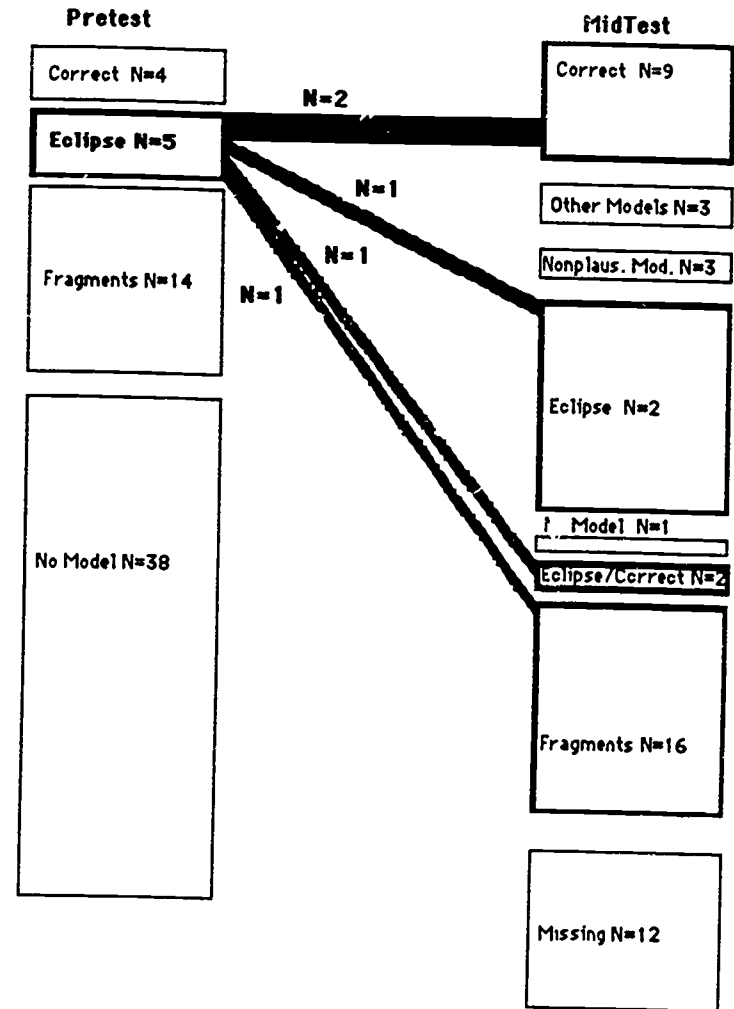 Pretest
MidTest
Correct N=4
Eclipse N=5
Fragments N=14
No Model N=38
N=2
N=1
N=1
N=1
Correct N=9
Other Models N=3
Nonplaus. Mod. N=3
Eclipse N=2
Model N=1
Eclipse/Correct N=2
Fragments N=16
Missing N=12